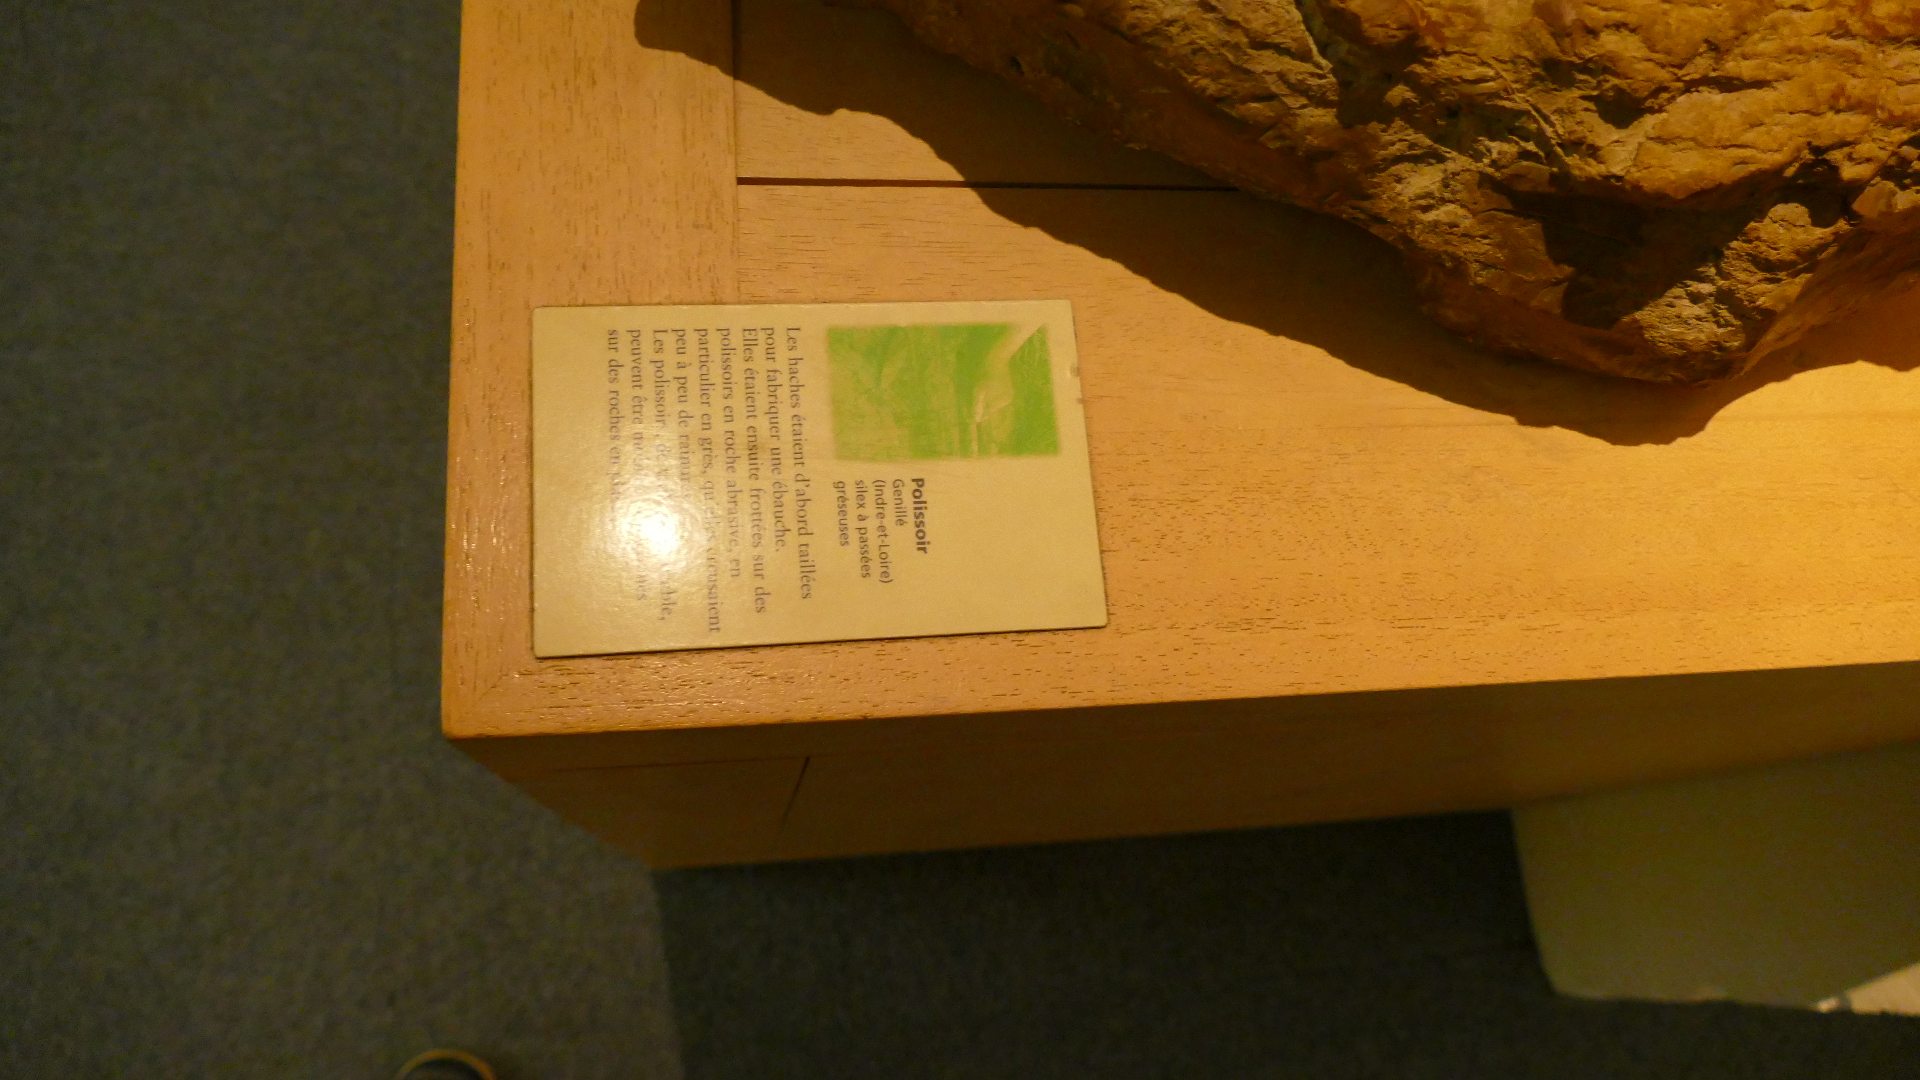 Polissoir
Genillé
(Indre-et-Loire)
silex à passées
gréseuses
Les haches étaient d'abord taillées
pour fabriquer une ébauche.
Elles étaient ensuite frottées sur des
polissoirs en roche abrasive, en
particulier en grès, qu'elles creusaient
peu à peu de
Les polissoirs
peuvent être
sur des roches en